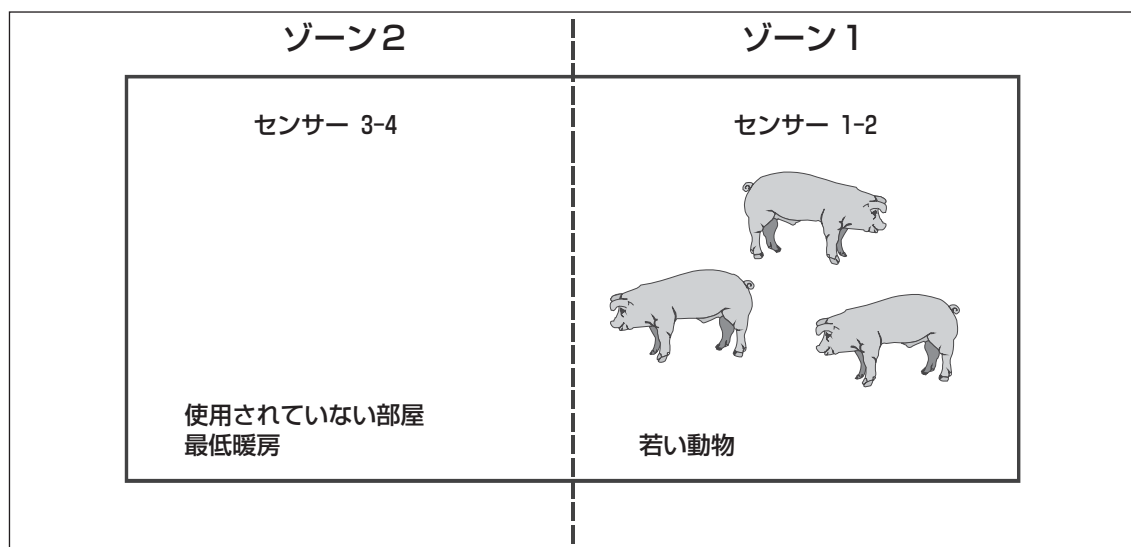 ゾーン2
ゾーン1
センサー 3-4
センサー 1-2
使用されていない部屋
最低暖房
若い動物